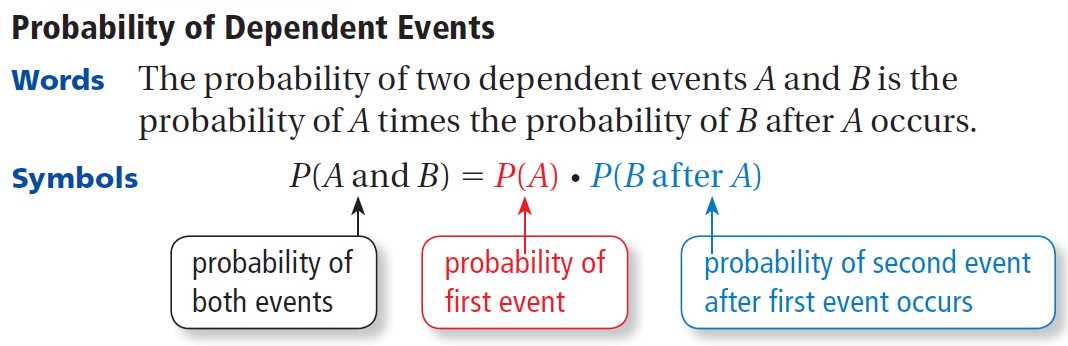 Probability of Dependent Events
Words The probability of two dependent events A and B is the
probability of A times the probability of B after A occurs.
Symbols P(A and B) = P(A) • P(B after A)
probability of
both events
probability of
first event
probability of second event
after first event occurs